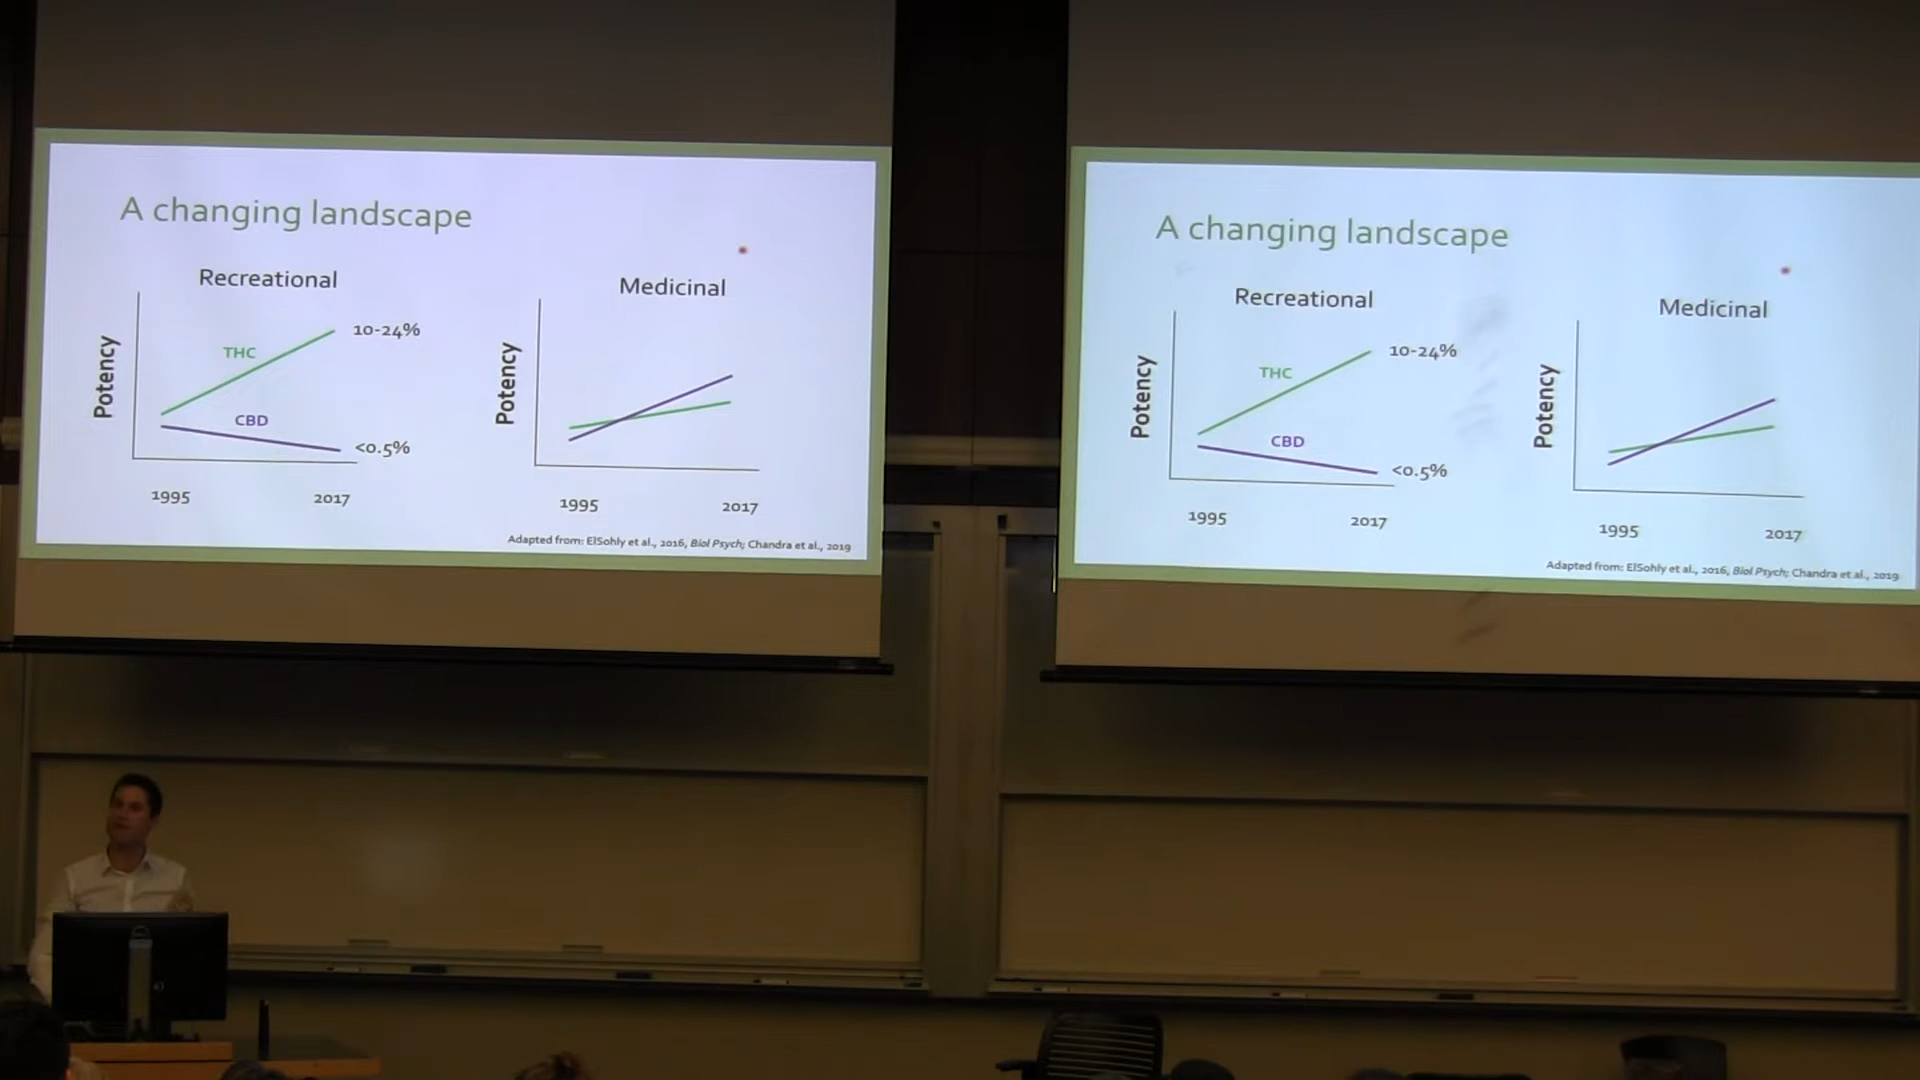 A changing landscape
Recreational
Medicinal
Potency
THC
10-24%
CBD
<0.5%
1995
2017
Potency
1995
2017
Adapted from: ElSohly et al., 2016, Biol Psych; Chandra et al., 2019
A changing landscape
Recreational
Medicinal
Potency
THC
10-24%
CBD
<0.5%
1995
2017
Potency
1995
2017
Adapted from: ElSohly et al., 2016, Biol Psych; Chandra et al., 2019